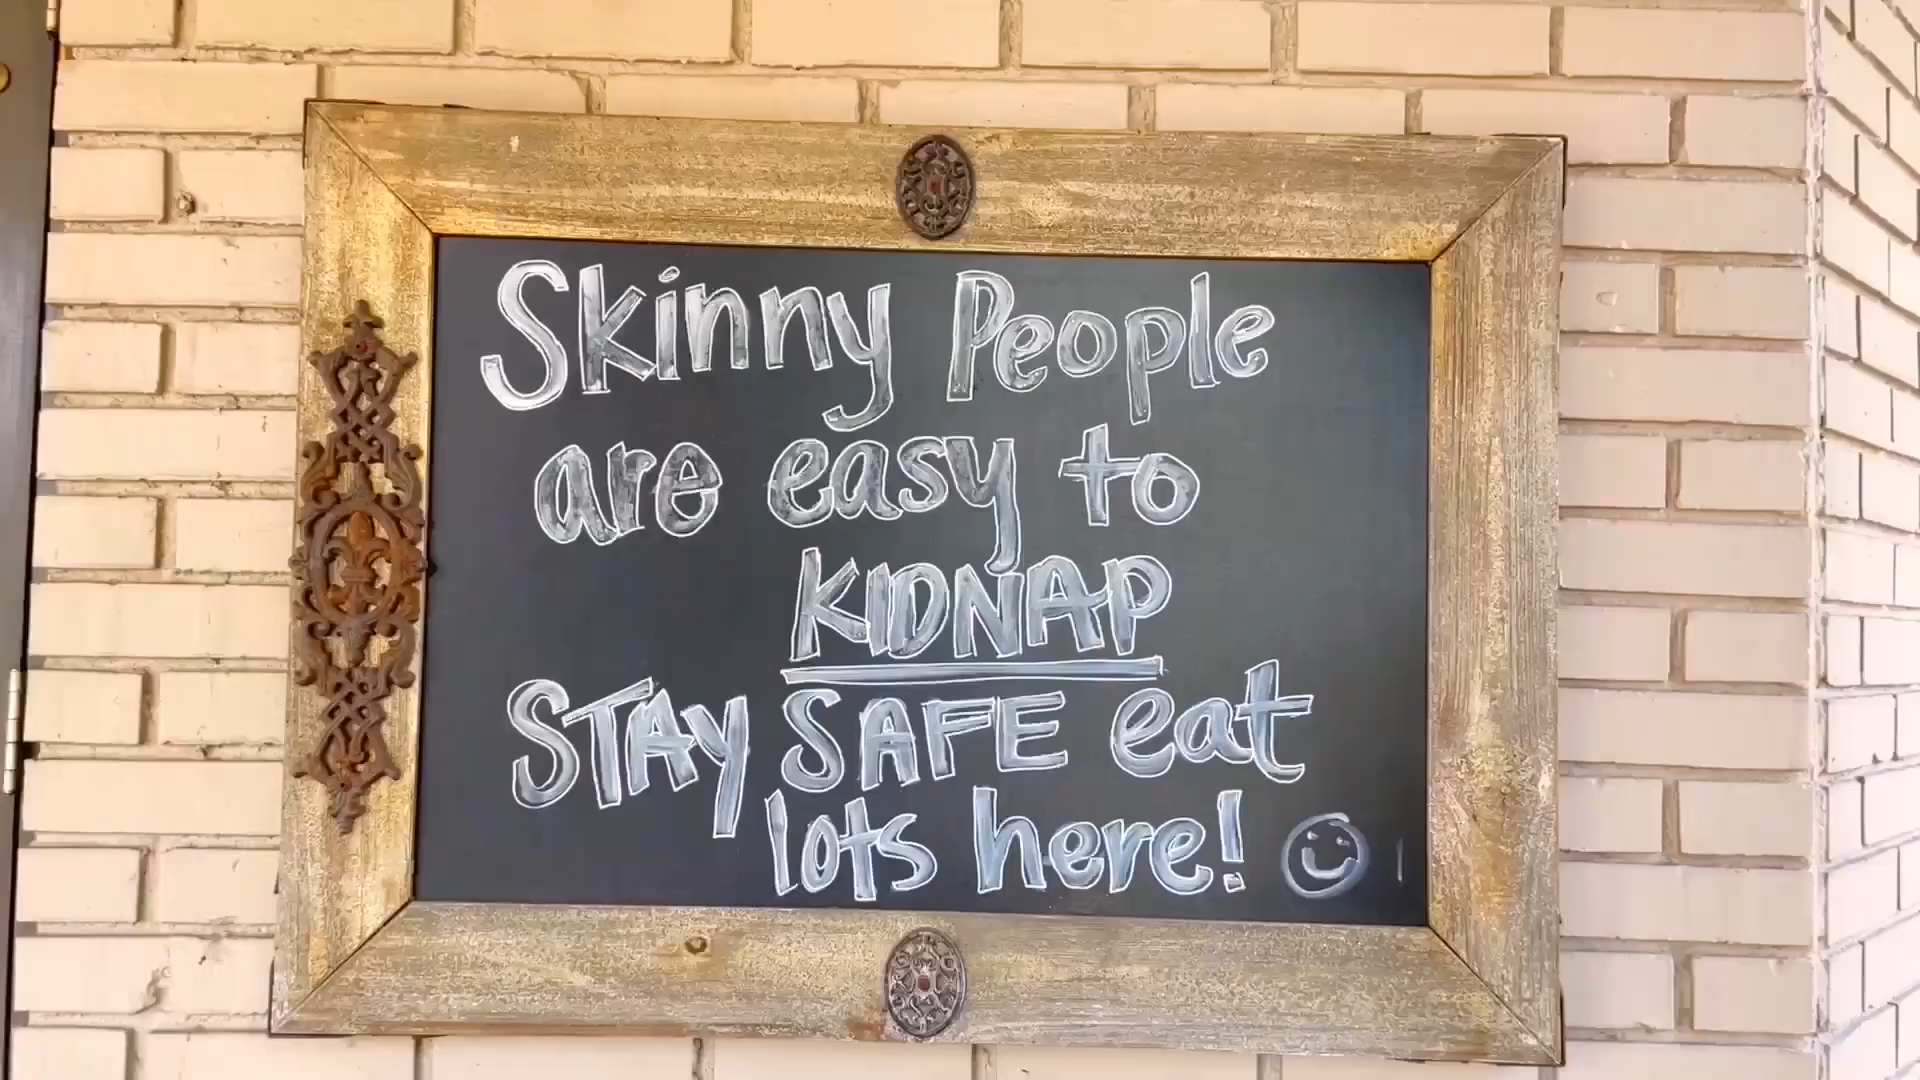 Skinny People
are easy to
KIDNAP
STAY SAFE eat
lots here!